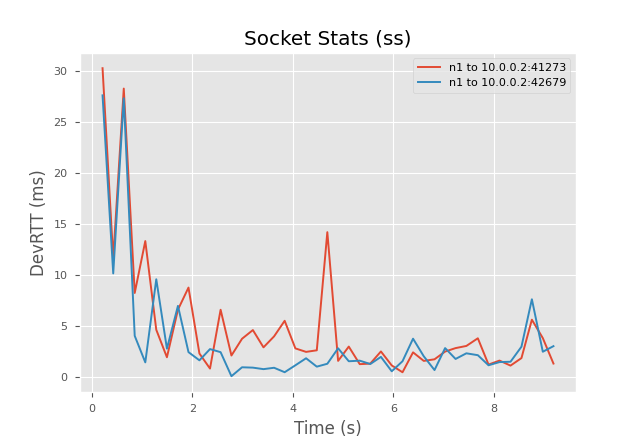 Socket Stats (ss)
n1 to 10.0.0.2:41273
n1 to 10.0.0.2:42679
DevRTT (ms)
30
25
20
15
10
5
0
0 2 4 6 8
Time (s)